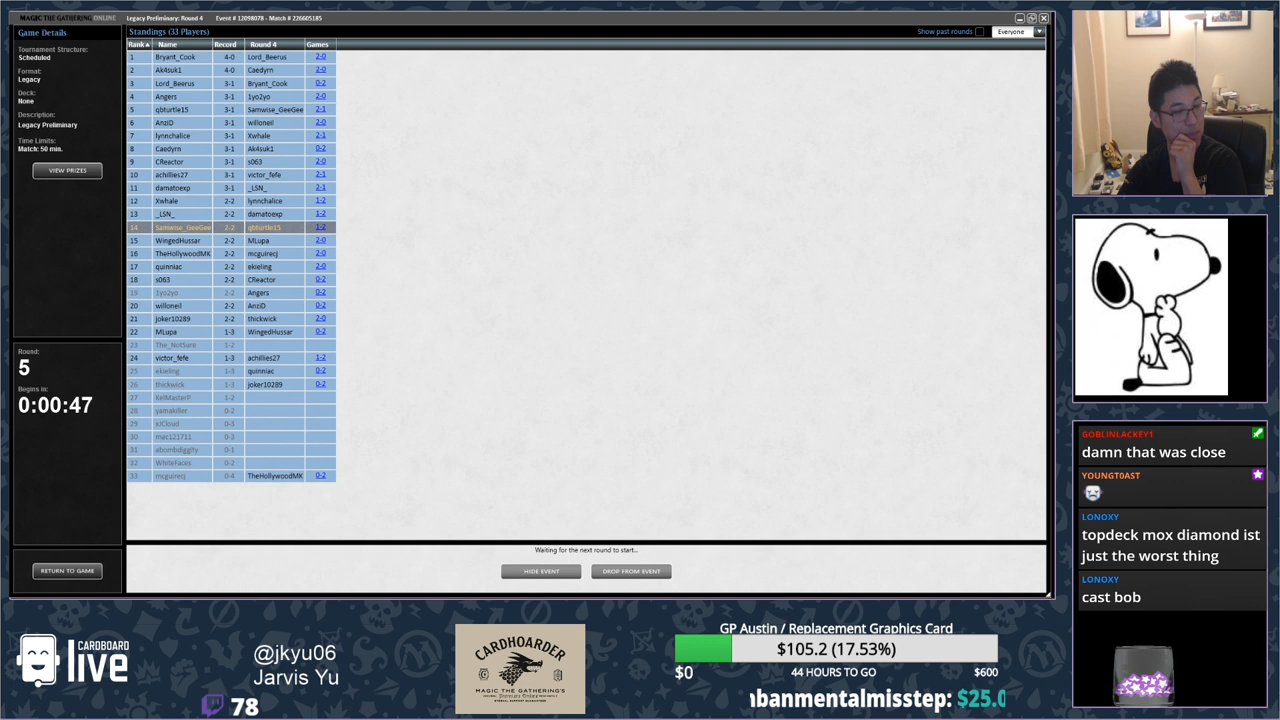 MAGIC THE GATHERING ONLINE Legacy Preliminary: Round 4 Event # 12098078 - Match # 226605185
Game Details
Tournament Structure:
Scheduled
Format:
Legacy
Deck:
None
Description:
Legacy Preliminary
Time Limits:
Match: 50 min.
VIEW PRIZES
Round:
5
Begins in:
0:00:47
RETURN TO GAME
Standings (33 Players) Show past rounds Everyone
Rank Name Record Round 4 Games
1 Bryant_Cook 4-0 Lord_Beerus 2-0
2 Ak4suk1 4-0 Caedyrn 2-0
3 Lord_Beerus 3-1 Bryant_Cook 0-2
4 Angers 3-1 1yo2yo 2-0
5 qbturtle15 3-1 Samwise_GeeGee 2-1
6 AnziD 3-1 willoneil 2-0
7 lynnchalice 3-1 Xwhale 2-1
8 Caedyrn 3-1 Ak4suk1 0-2
9 CReactor 3-1 s063 2-0
10 achillies27 3-1 victor_fefe 2-1
11 damatoexp 3-1 _LSN_ 2-1
12 Xwhale 2-2 lynnchalice 1-2
13 _LSN_ 2-2 damatoexp 1-2
14 Samwise_GeeGee 2-2 qbturtle15 1-2
15 WingedHussar 2-2 MLupa 2-0
16 TheHollywoodMK 2-2 mcguirecj 2-0
17 quinniac 2-2 ekieling 2-0
18 s063 2-2 CReactor 0-2
19 1yo2yo 2-2 Angers 0-2
20 willoneil 2-2 AnziD 0-2
21 joker10289 2-2 thickwick 2-0
22 MLupa 1-3 WingedHussar 0-2
23 The_NotSure 1-2
24 victor_fefe 1-3 achillies27 1-2
25 ekieling 1-3 quinniac 0-2
26 thickwick 1-3 joker10289 0-2
27 KelMasterP 1-2
28 yamakiller 0-2
29 xJCloud 0-3
30 mac121711 0-3
31 abombdiggity 0-1
32 WhiteFaces 0-2
33 mcguirecj 0-4 TheHollywoodMK 0-2
Waiting for the next round to start...
HIDE EVENT DROP FROM EVENT
GOBLINLACKEY1
damn that was close
YOUNGT0AST
LONOXY
topdeck mox diamond ist
just the worst thing
LONOXY
cast bob
CARDBOARD
live
@jkyu06
Jarvis Yu
78
CARDHOARDER
MAGIC THE GATHERING'S
GP Austin / Replacement Graphics Card
$105.2 (17.53%)
$0 44 HOURS TO GO $600
banmentalmisstep: $25.0